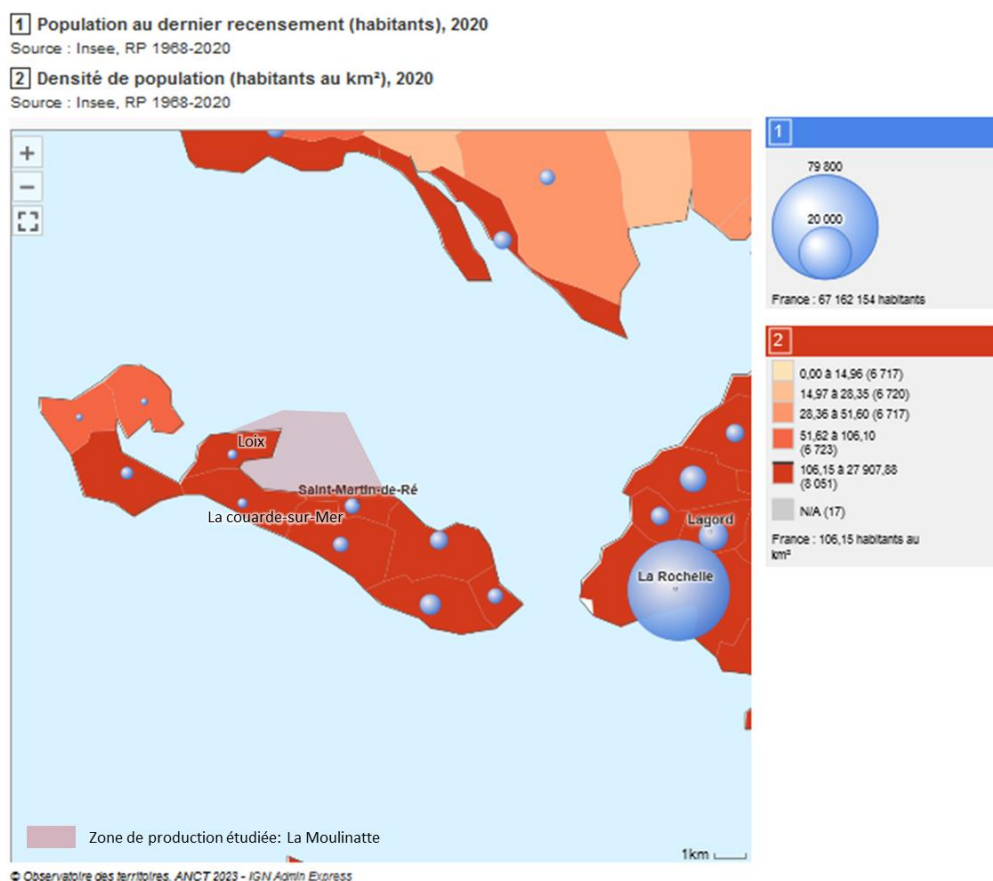 1 Population au dernier recensement (habitants), 2020
Source : Insee, RP 1968-2020
2 Densité de population (habitants au km²), 2020
Source : Insee, RP 1968-2020
+
−
1
79 800
20 000
France : 67 162 154 habitants
2
0,00 à 14,96 (6 717)
14,97 à 28,35 (6 720)
28,36 à 51,60 (6 717)
51,62 à 106,10
(6 723)
106,15 à 27 907,88
(8 051)
N/A (17)
France : 106,15 habitants au
km²
Loix
Saint-Martin-de-Ré
La couarde-sur-Mer
Lagord
La Rochelle
Zone de production étudiée: La Moulinatte
1km
© Observatoire des territoires, ANCT 2023 - IGN Admin Express